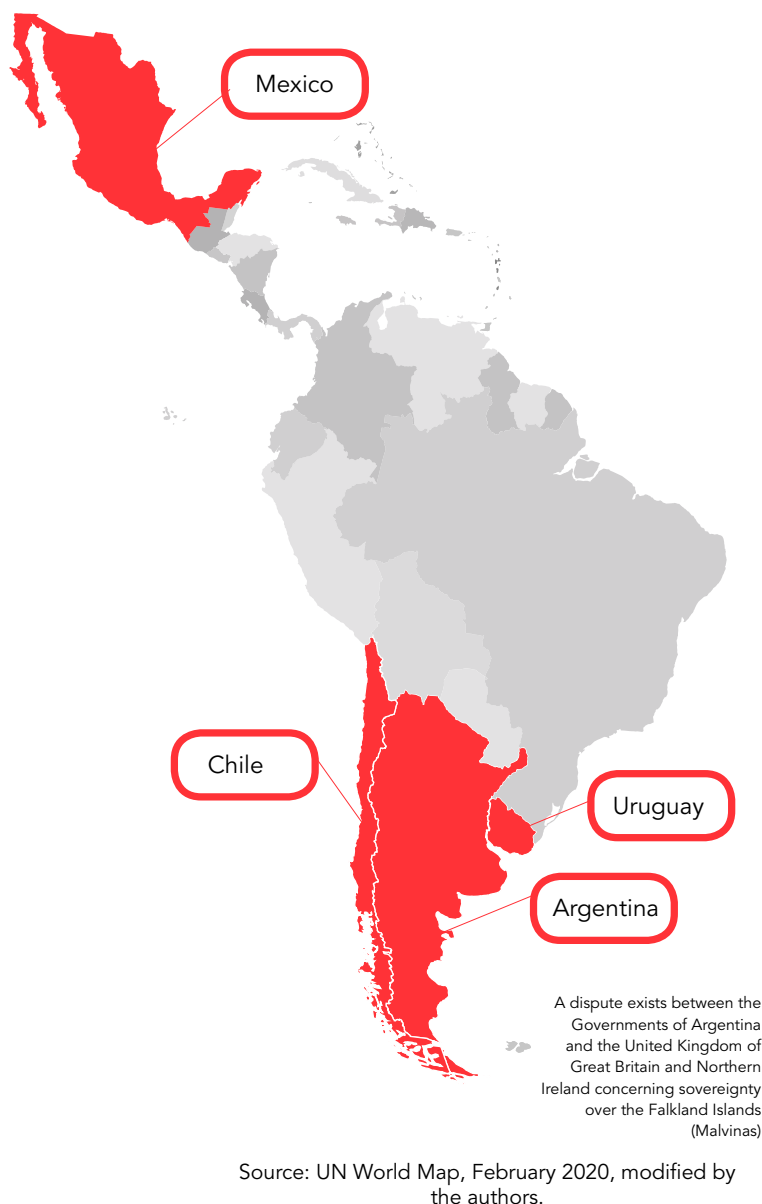 Mexico
Chile
Uruguay
Argentina
A dispute exists between the
Governments of Argentina
and the United Kingdom of
Great Britain and Northern
Ireland concerning sovereignty
over the Falkland Islands
(Malvinas)
Source: UN World Map, February 2020, modified by
the authors.